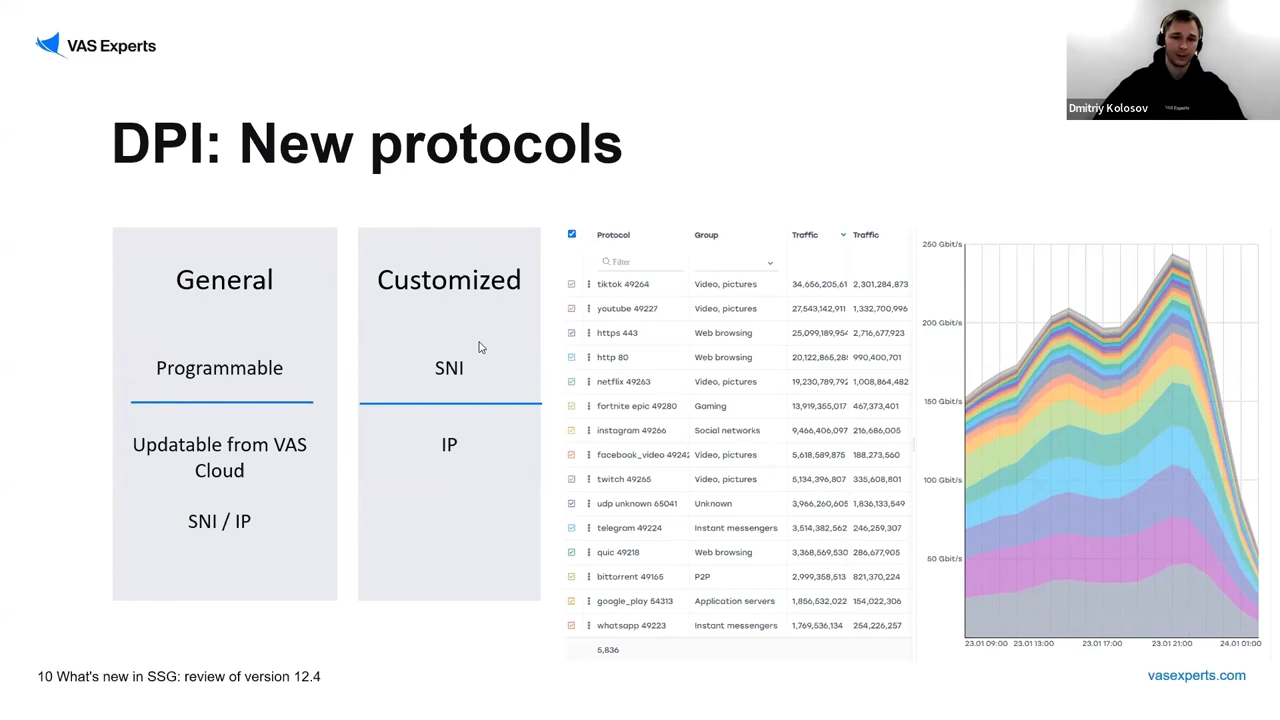 VAS Experts
Dmitriy Kolosov
VAS Experts
DPI: New protocols
General
Programmable
Updatable from VAS
Cloud
SNI / IP
Customized
SNI
IP
Protocol Group Traffic Traffic
Filter
tiktok 49264 Video, pictures 34,656,205,61 2,301,284,873
youtube 49227 Video, pictures 27,543,142,911 1,332,700,996
https 443 Web browsing 25,099,189,954 2,716,677,923
http 80 Web browsing 20,122,865,28 990,400,701
netflix 49263 Video, pictures 19,230,789,792 1,008,864,482
fortnite epic 49280 Gaming 13,919,355,017 467,373,401
instagram 49266 Social networks 9,466,406,097 216,686,005
facebook_video 49242 Video, pictures 5,618,589,875 188,273,560
twitch 49265 Video, pictures 5,134,396,807 335,608,801
udp unknown 65041 Unknown 3,966,260,605 1,836,133,549
telegram 49224 Instant messengers 3,514,382,562 246,259,307
quic 49218 Web browsing 3,368,569,530 286,677,905
bittorrent 49165 P2P 2,999,358,513 821,370,224
google_play 54313 Application servers 1,856,532,022 154,022,306
whatsapp 49223 Instant messengers 1,769,536,134 254,226,257
5,836
250 Gbit/s
200 Gbit/s
150 Gbit/s
100 Gbit/s
50 Gbit/s
23.01 09:00 23.01 13:00 23.01 17:00 23.01 21:00 24.01 01:00
10 What's new in SSG: review of version 12.4
vasexperts.com